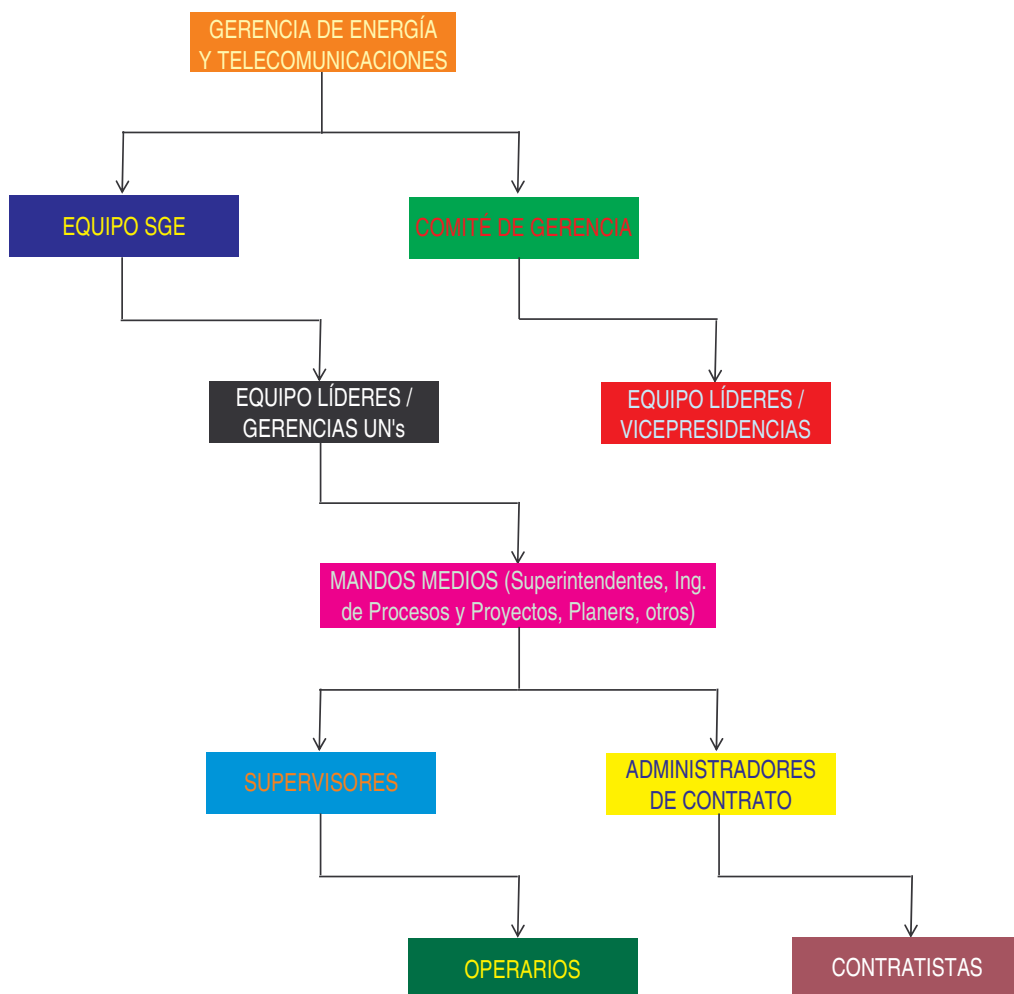 GERENCIA DE ENERGÍA
Y TELECOMUNICACIONES
EQUIPO SGE
COMITÉ DE GERENCIA
EQUIPO LÍDERES /
GERENCIAS UN's
EQUIPO LÍDERES /
VICEPRESIDENCIAS
MANDOS MEDIOS (Superintendentes, Ing.
de Procesos y Proyectos, Planers, otros)
SUPERVISORES
ADMINISTRADORES
DE CONTRATO
OPERARIOS
CONTRATISTAS